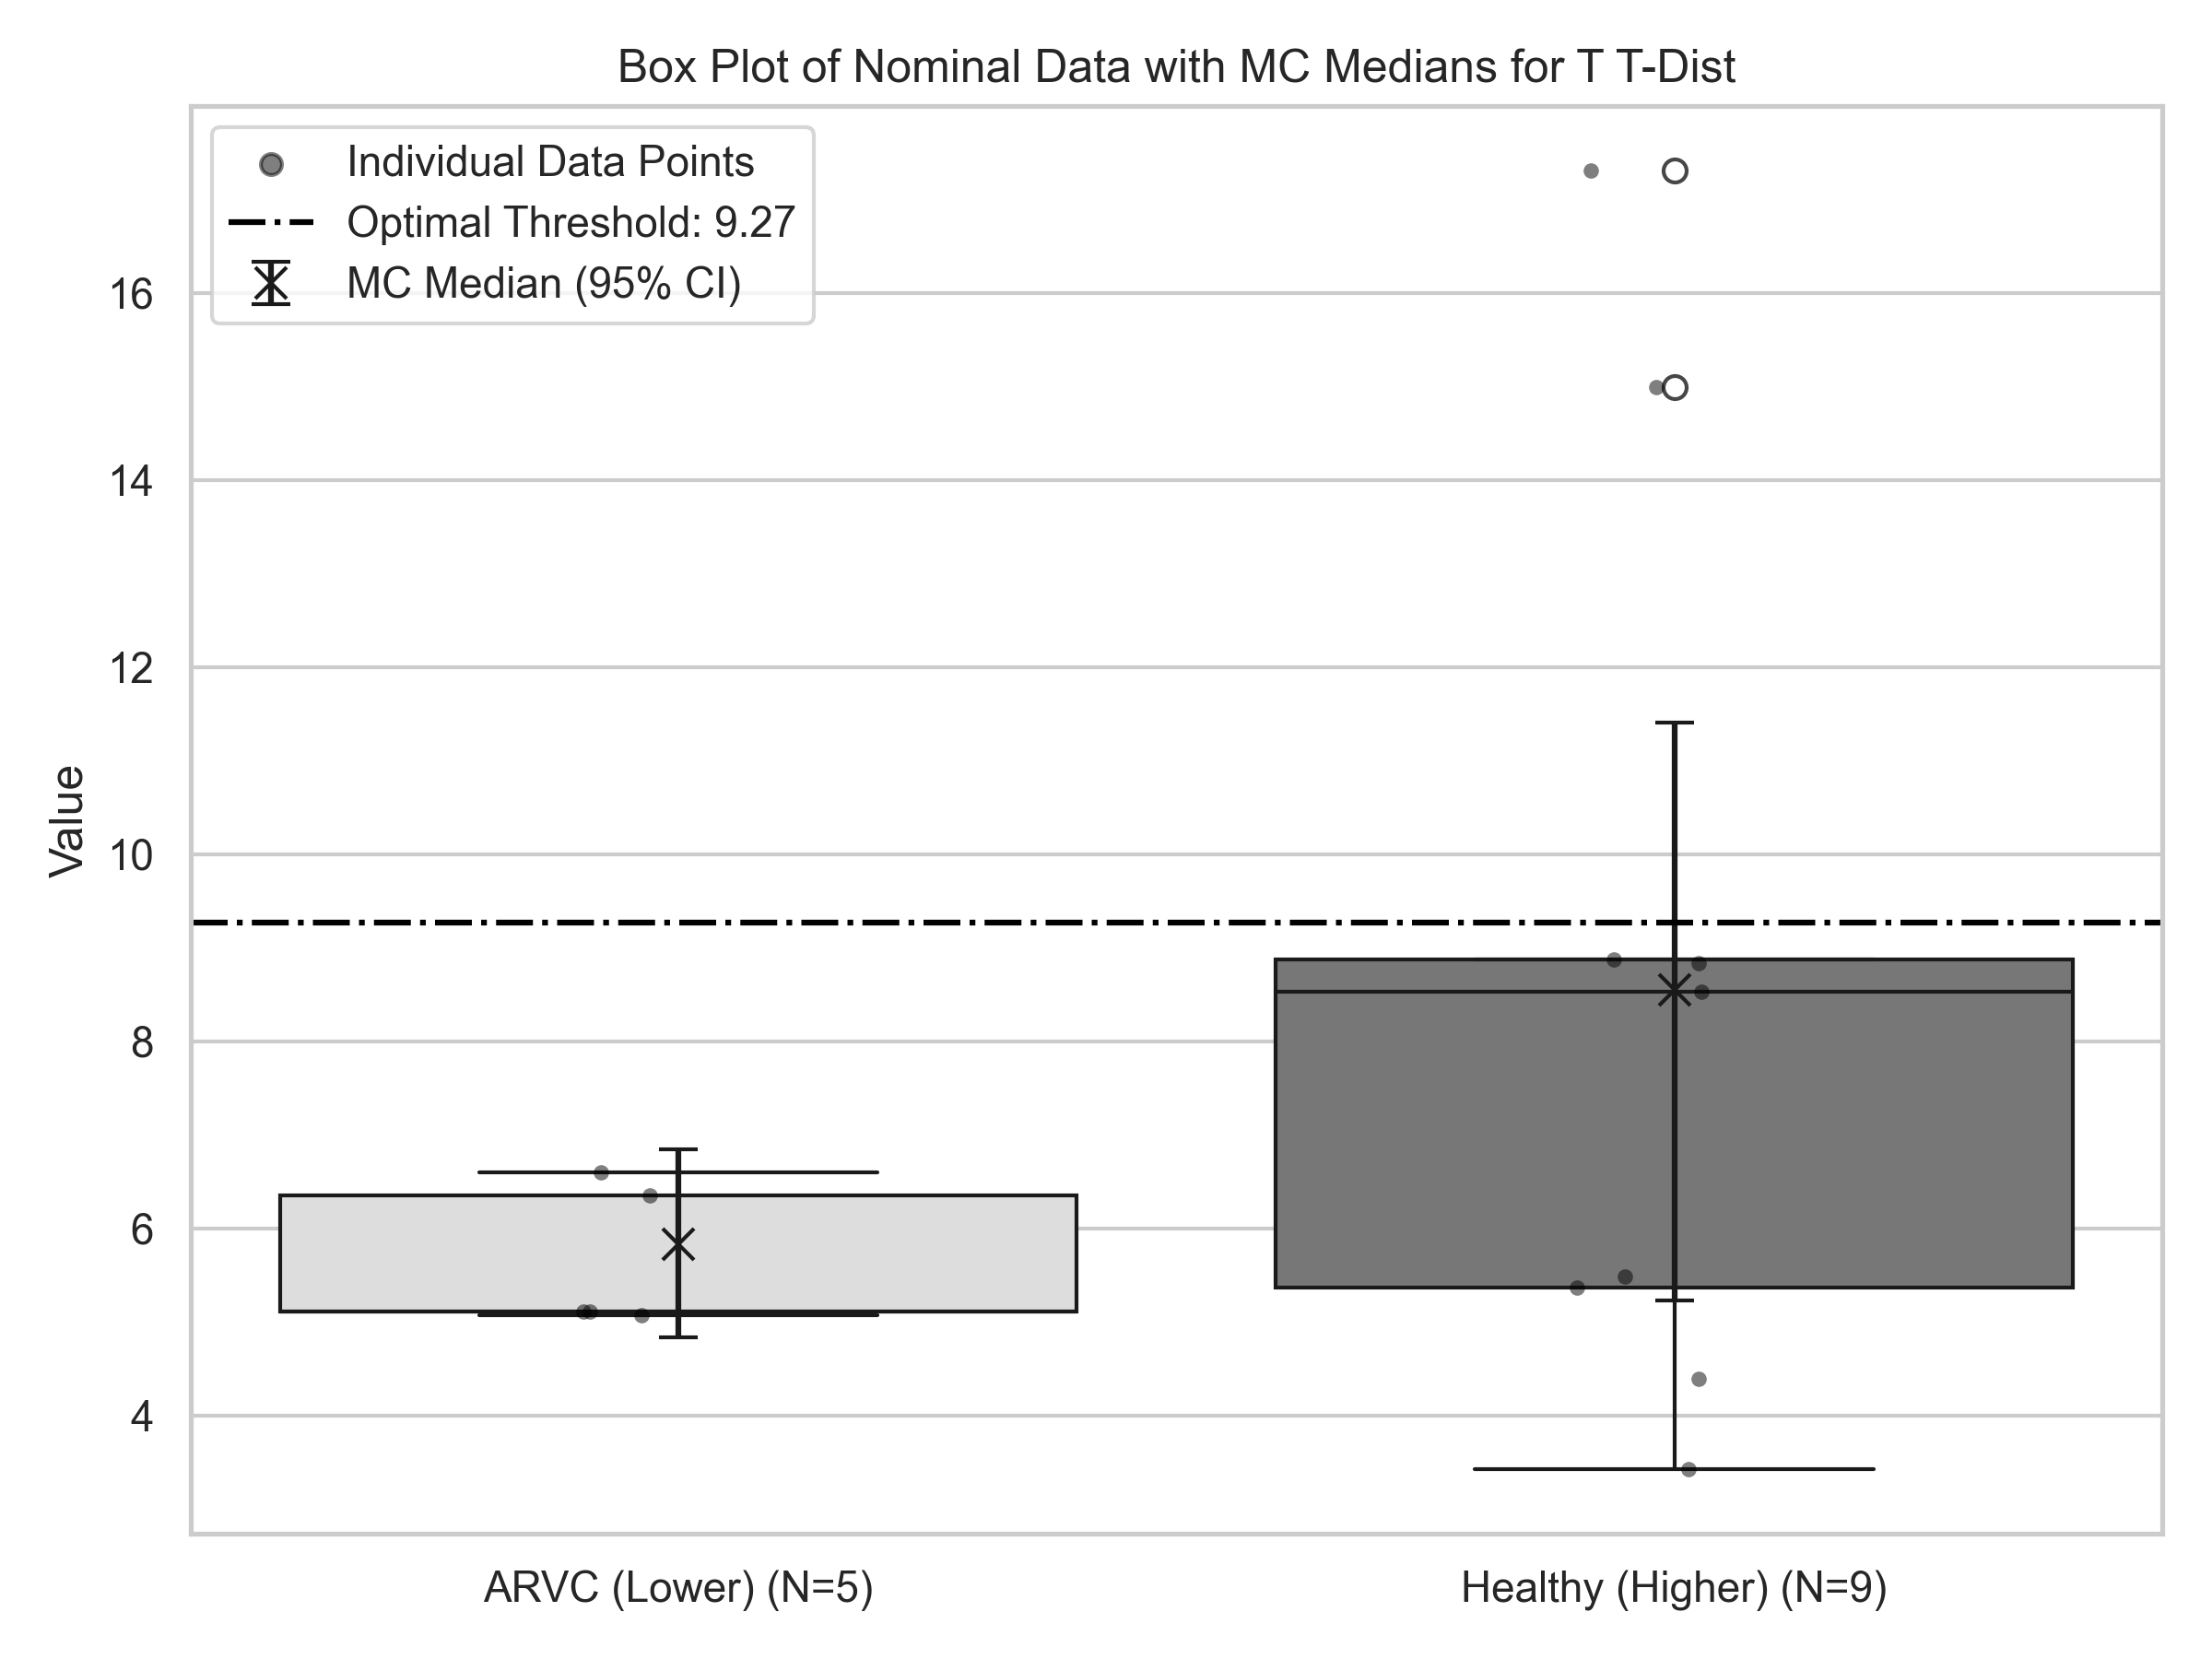 Box Plot of Nominal Data with MC Medians for T T-Dist
Individual Data Points
Optimal Threshold: 9.27
MC Median (95% CI)
16
14
12
10
8
6
4
Value
ARVC (Lower) (N=5)
Healthy (Higher) (N=9)